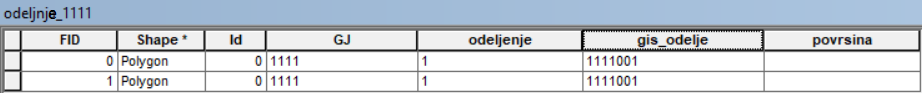 odeljnje_1111
FID Shape * Id GJ odeljenje gis_odelje povrsina
0 Polygon 0 1111 1 1111001
1 Polygon 0 1111 1 1111001